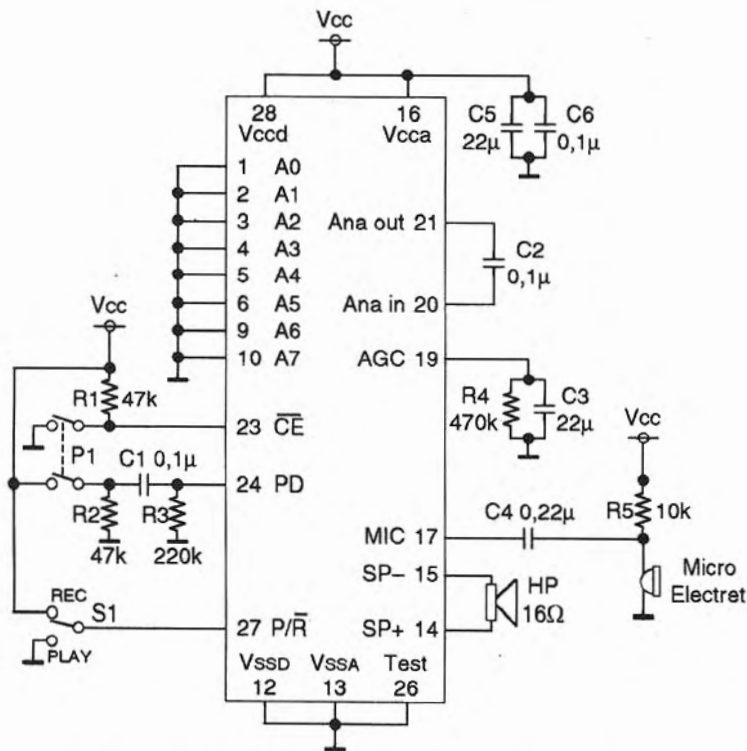 Vcc
28
Vccd
16
Vcca
C5
22µ
C6
0,1µ
1 A0
2 A1
3 A2
4 A3
5 A4
6 A5
9 A6
10 A7
Ana out 21
C2
0,1µ
Ana in 20
AGC 19
R4
470k
C3
22µ
Vcc
R1
47k
23 CE
P1
C1 0,1µ
24 PD
R2
47k
R3
220k
Vcc
R5
10k
C4 0,22µ
MIC 17
Micro
Electret
SP– 15
HP
16Ω
SP+ 14
REC
S1
PLAY
27 P/R
VSSD
12
VSSA
13
Test
26